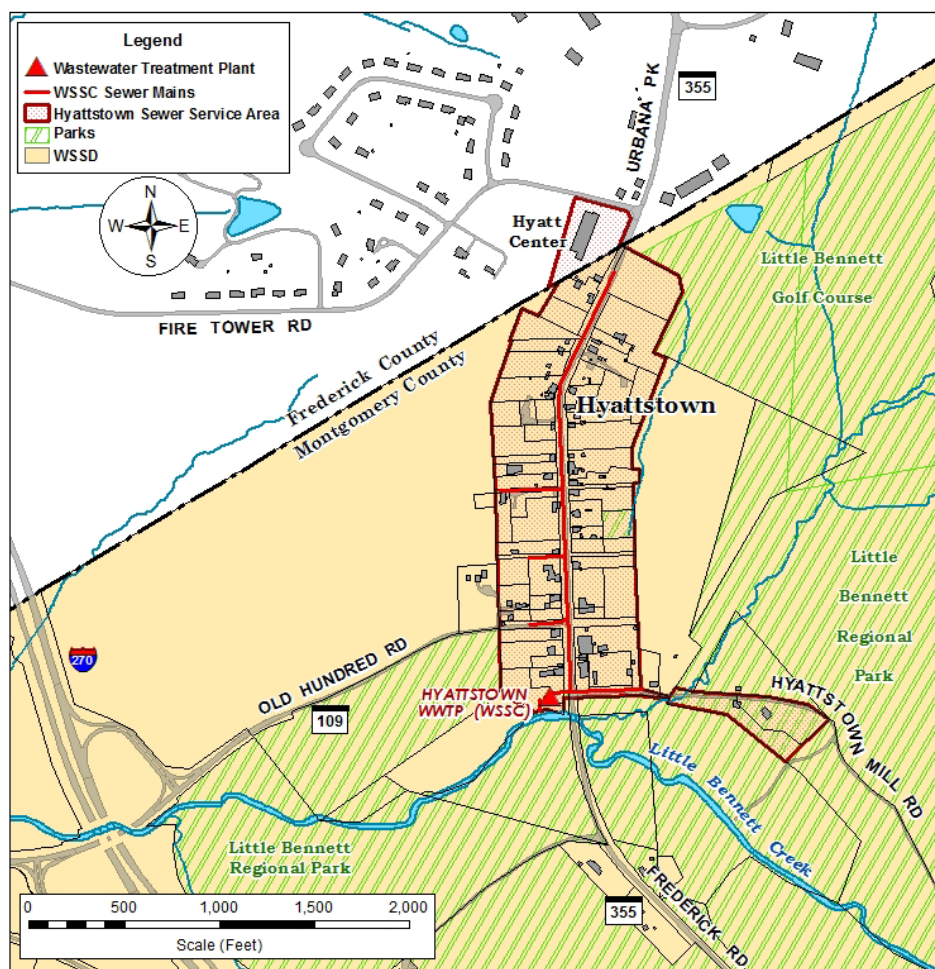 Legend
Wastewater Treatment Plant
WSSC Sewer Mains
Hyattstown Sewer Service Area
Parks
WSSD
N
W
E
S
URBANA PK
355
Hyatt
Center
Little Bennett
Golf Course
FIRE TOWER RD
Frederick County
Montgomery County
Hyattstown
Little
Bennett
Regional
Park
270
OLD HUNDRED RD
109
HYATTSTOWN
WWTP (WSSC)
HYATTSTOWN MILL RD
Little Bennett Creek
Little Bennett
Regional Park
FREDERICK RD
355
0 500 1,000 1,500 2,000
Scale (Feet)